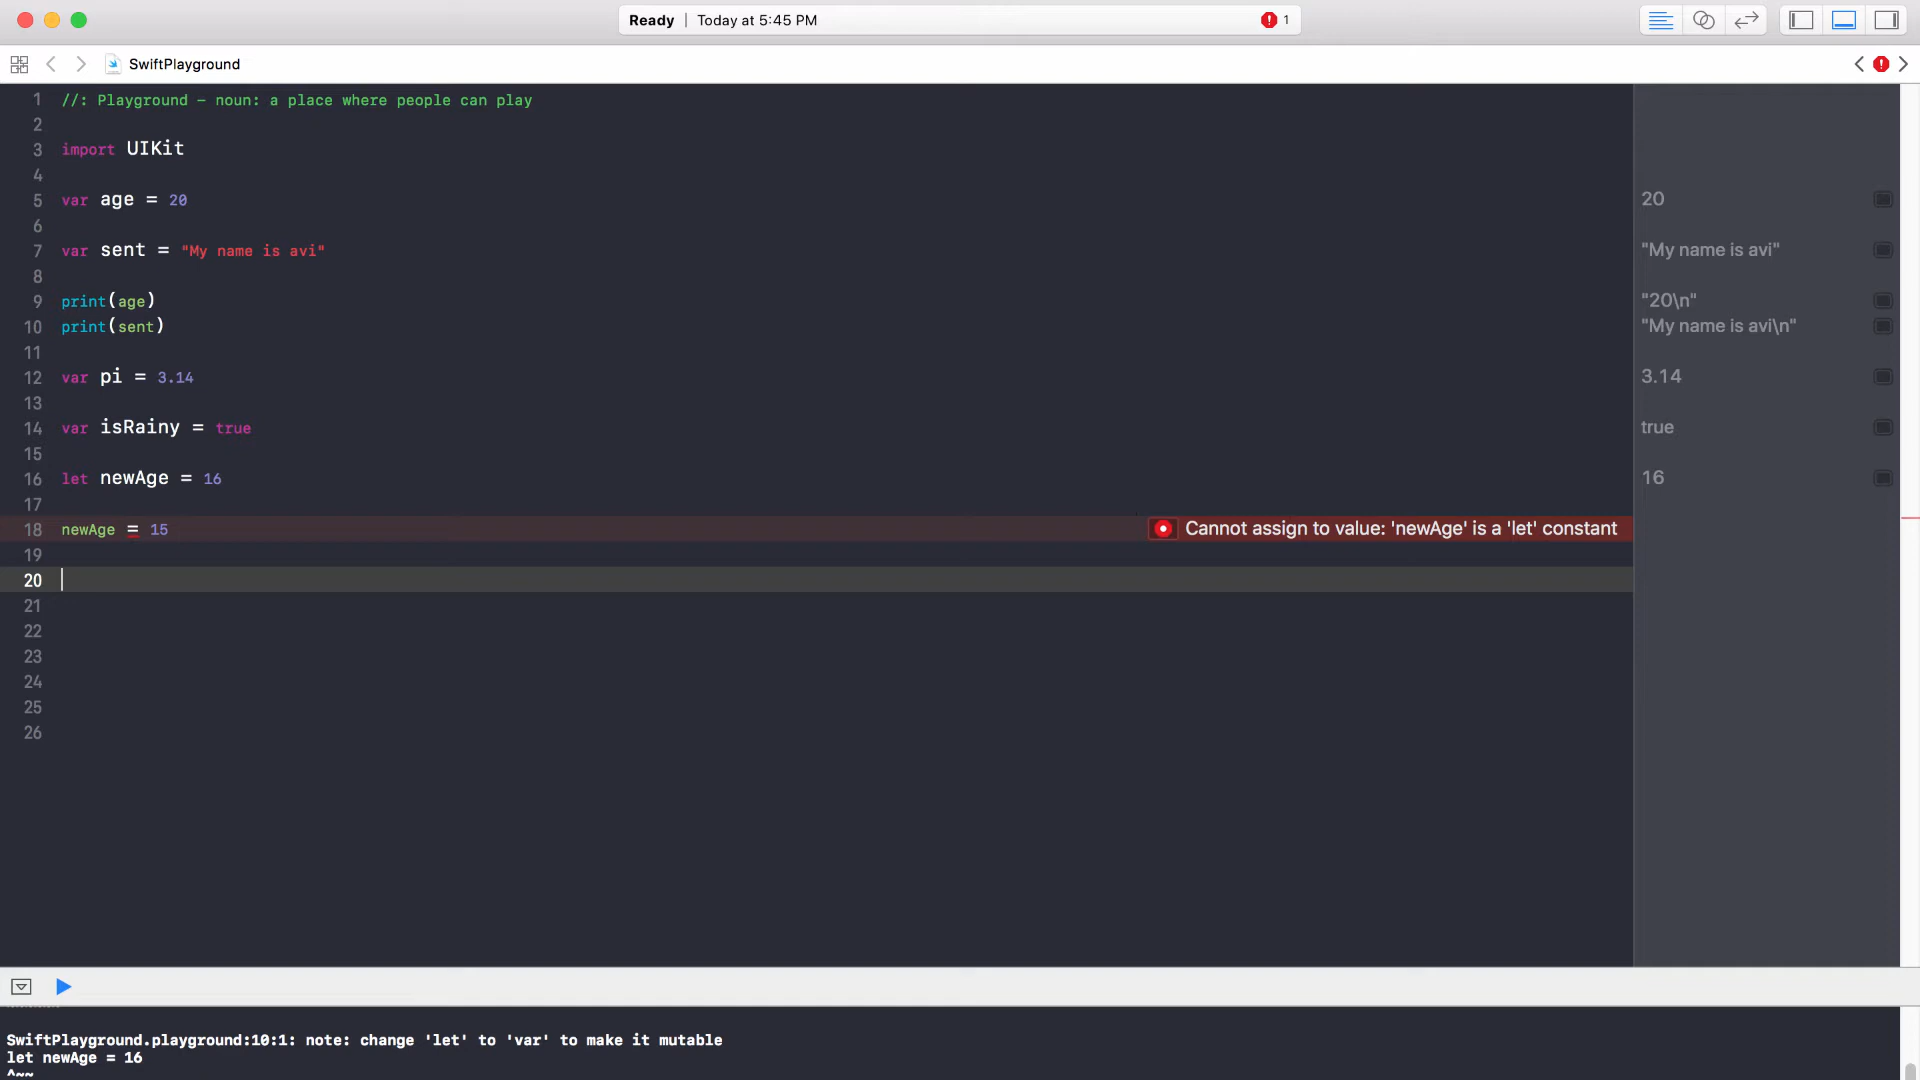 Ready | Today at 5:45 PM 1
SwiftPlayground
1 //: Playground - noun: a place where people can play
2
3 import UIKit
4
5 var age = 20 20
6
7 var sent = "My name is avi" "My name is avi"
8
9 print(age) "20\n"
10 print(sent) "My name is avi\n"
11
12 var pi = 3.14 3.14
13
14 var isRainy = true true
15
16 let newAge = 16 16
17
18 newAge = 15 Cannot assign to value: 'newAge' is a 'let' constant
19
20
21
22
23
24
25
26
SwiftPlayground.playground:10:1: note: change 'let' to 'var' to make it mutable
let newAge = 16
^~~